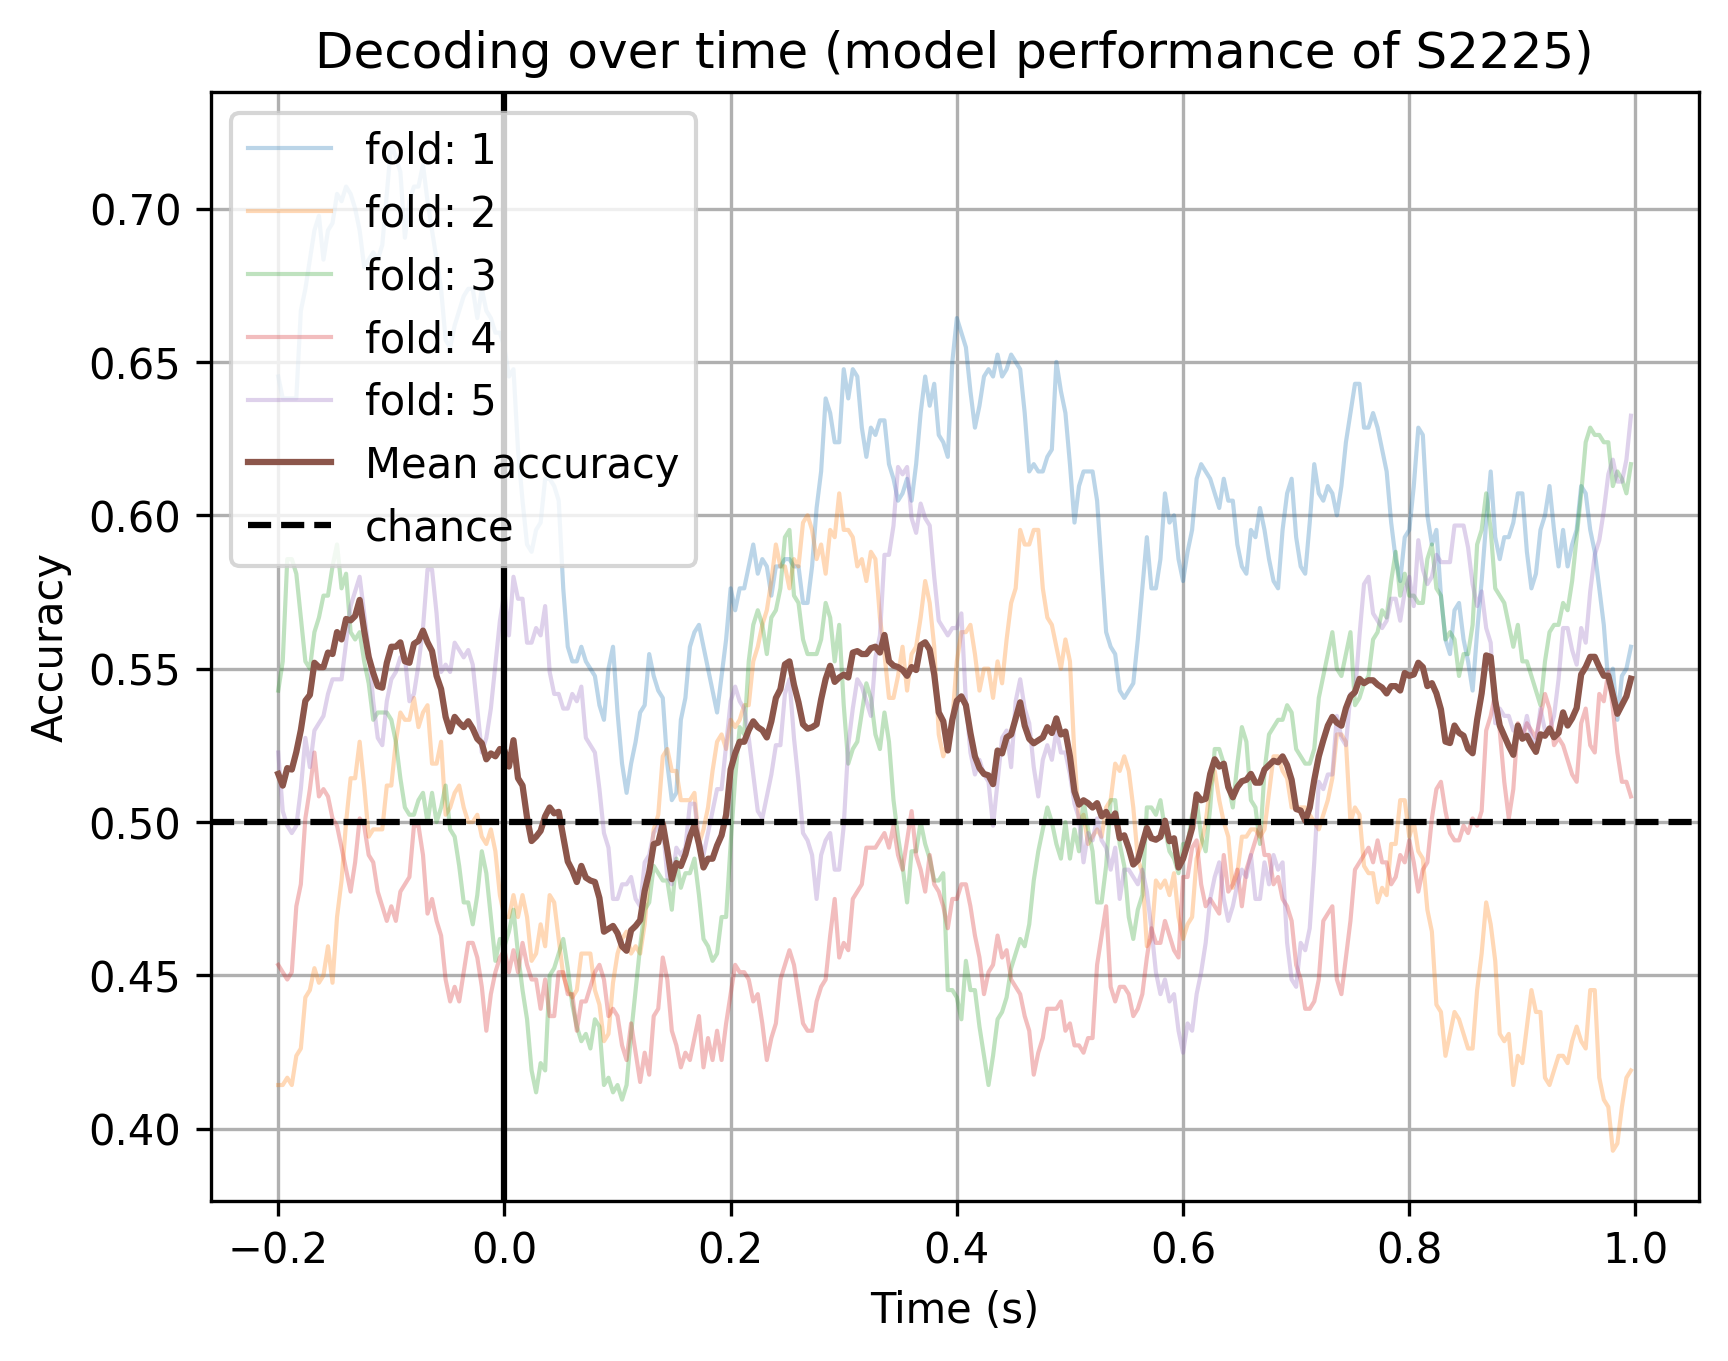 Decoding over time (model performance of S2225)
fold: 1
fold: 2
fold: 3
fold: 4
fold: 5
Mean accuracy
chance
Accuracy
0.70
0.65
0.60
0.55
0.50
0.45
0.40
−0.2 0.0 0.2 0.4 0.6 0.8 1.0
Time (s)